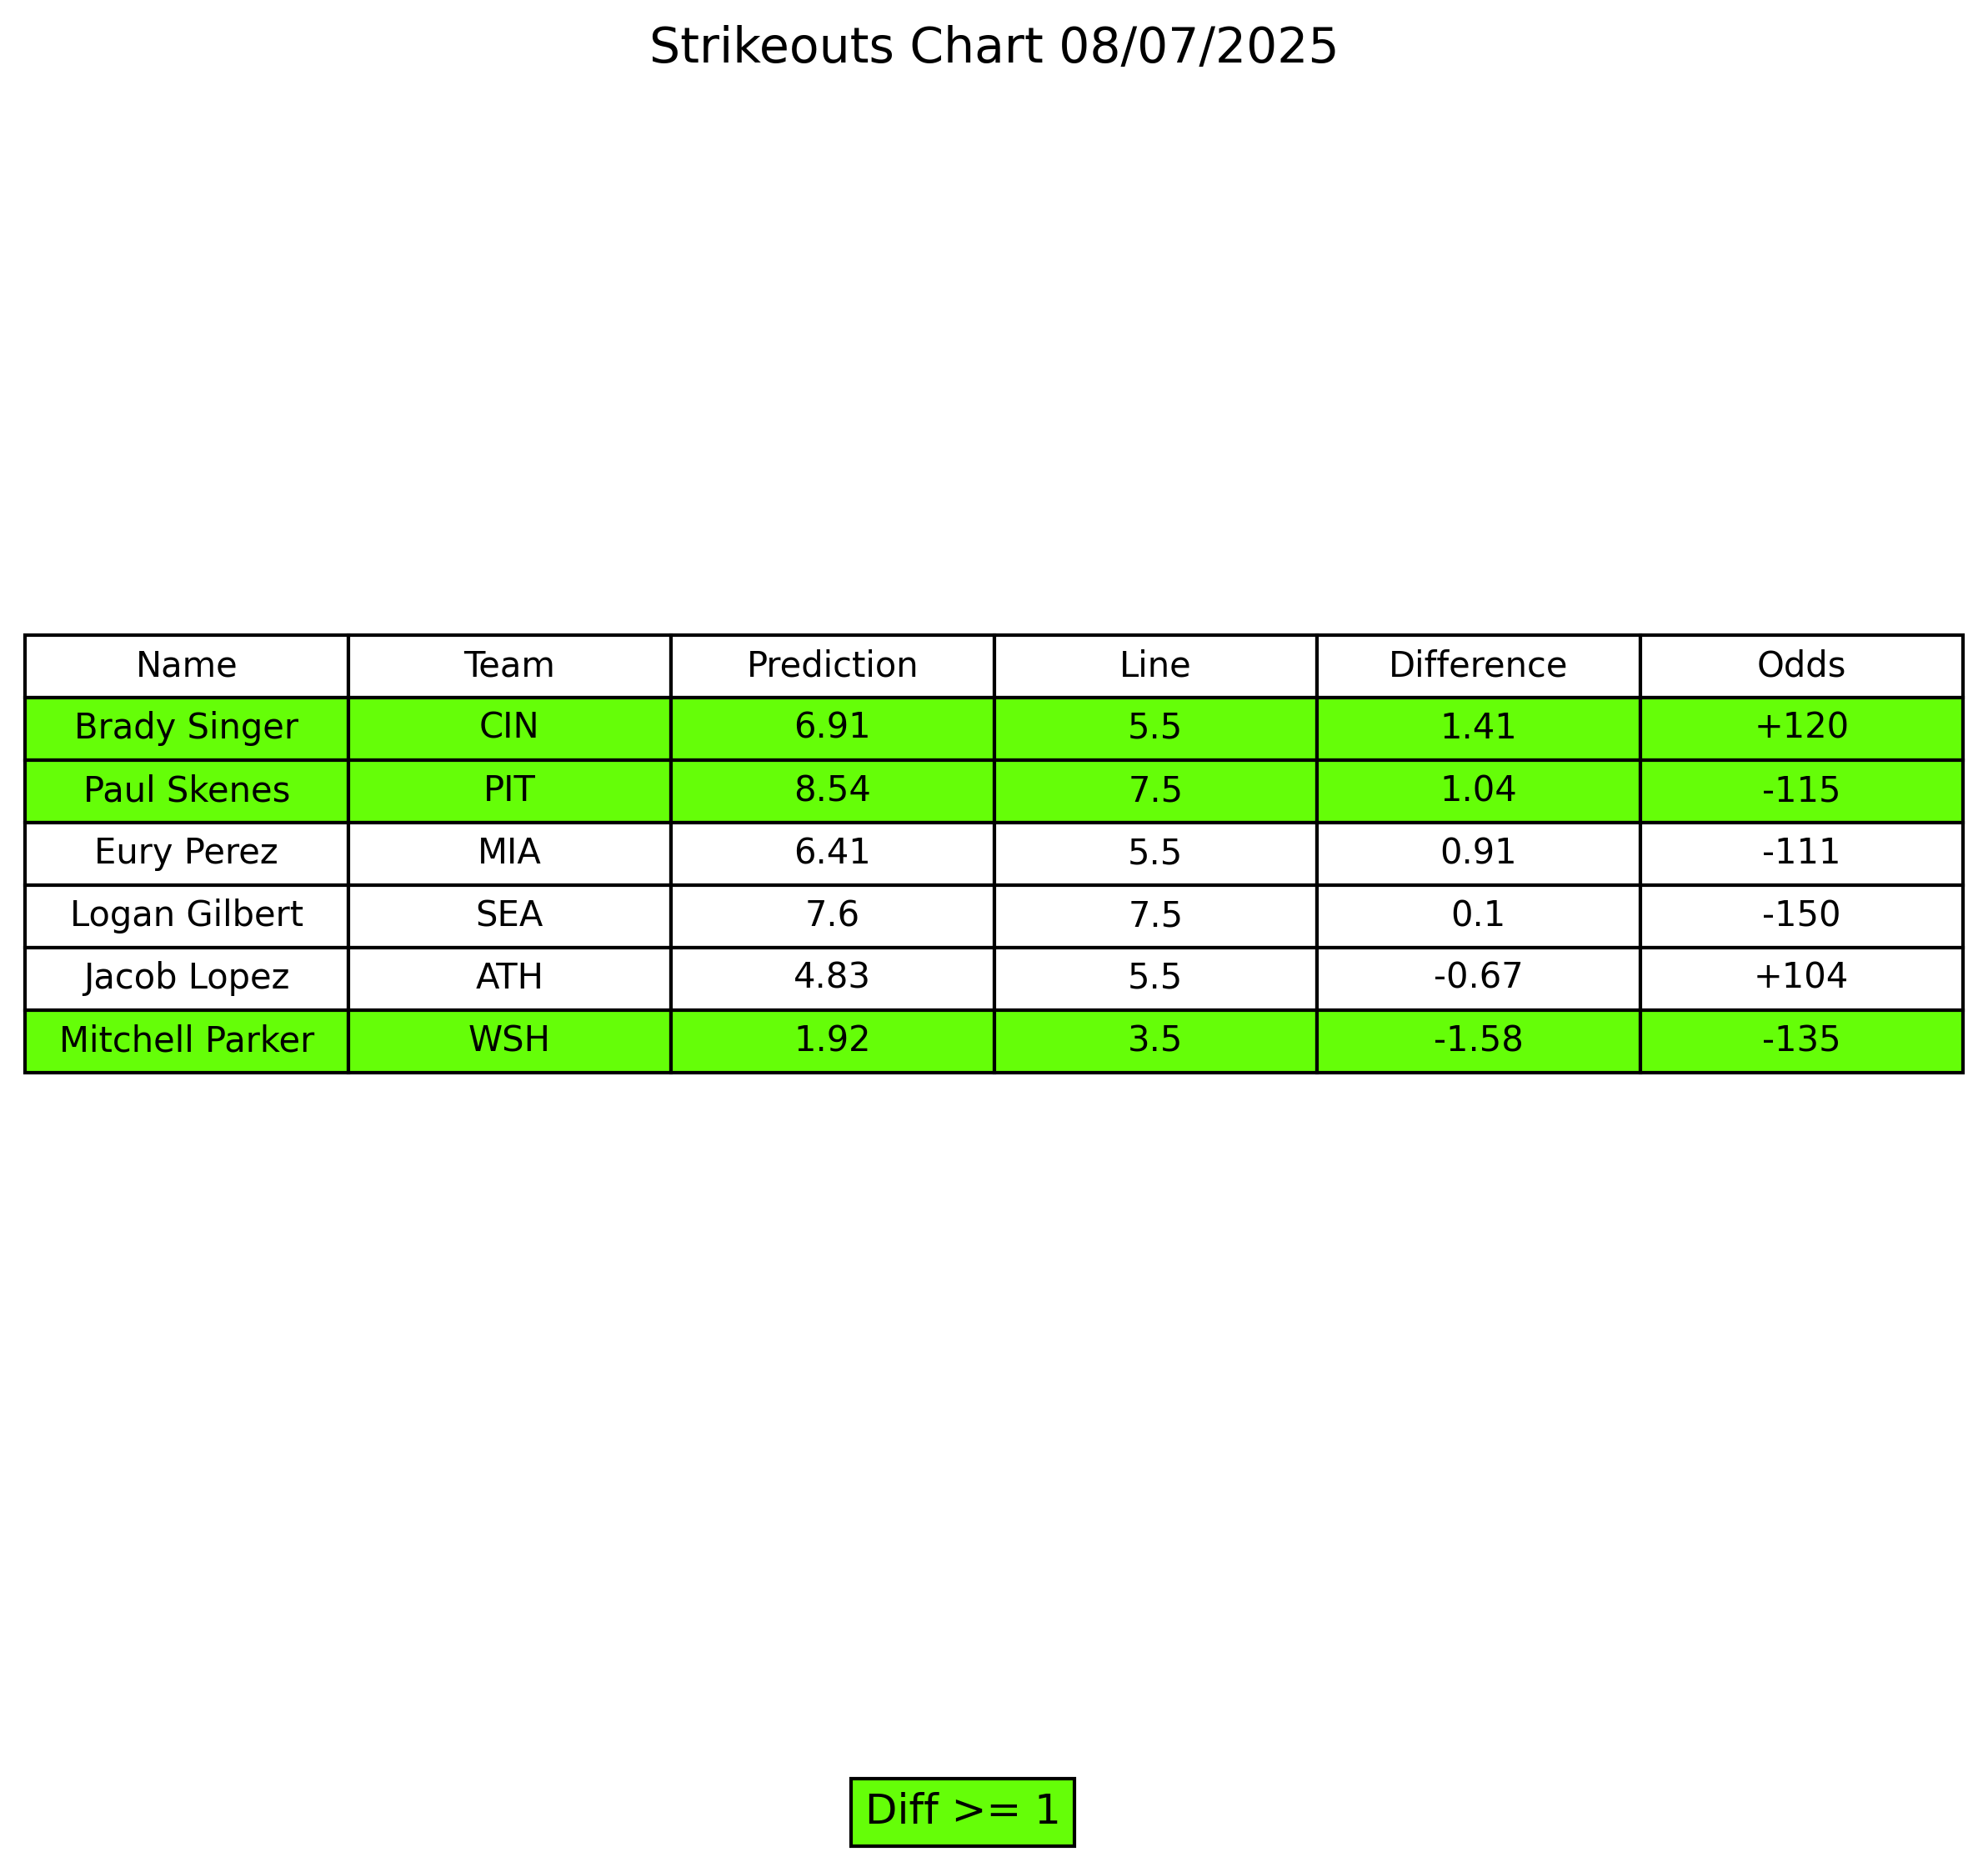 Strikeouts Chart 08/07/2025
Name Team Prediction Line Difference Odds
Brady Singer CIN 6.91 5.5 1.41 +120
Paul Skenes PIT 8.54 7.5 1.04 -115
Eury Perez MIA 6.41 5.5 0.91 -111
Logan Gilbert SEA 7.6 7.5 0.1 -150
Jacob Lopez ATH 4.83 5.5 -0.67 +104
Mitchell Parker WSH 1.92 3.5 -1.58 -135
Diff >= 1